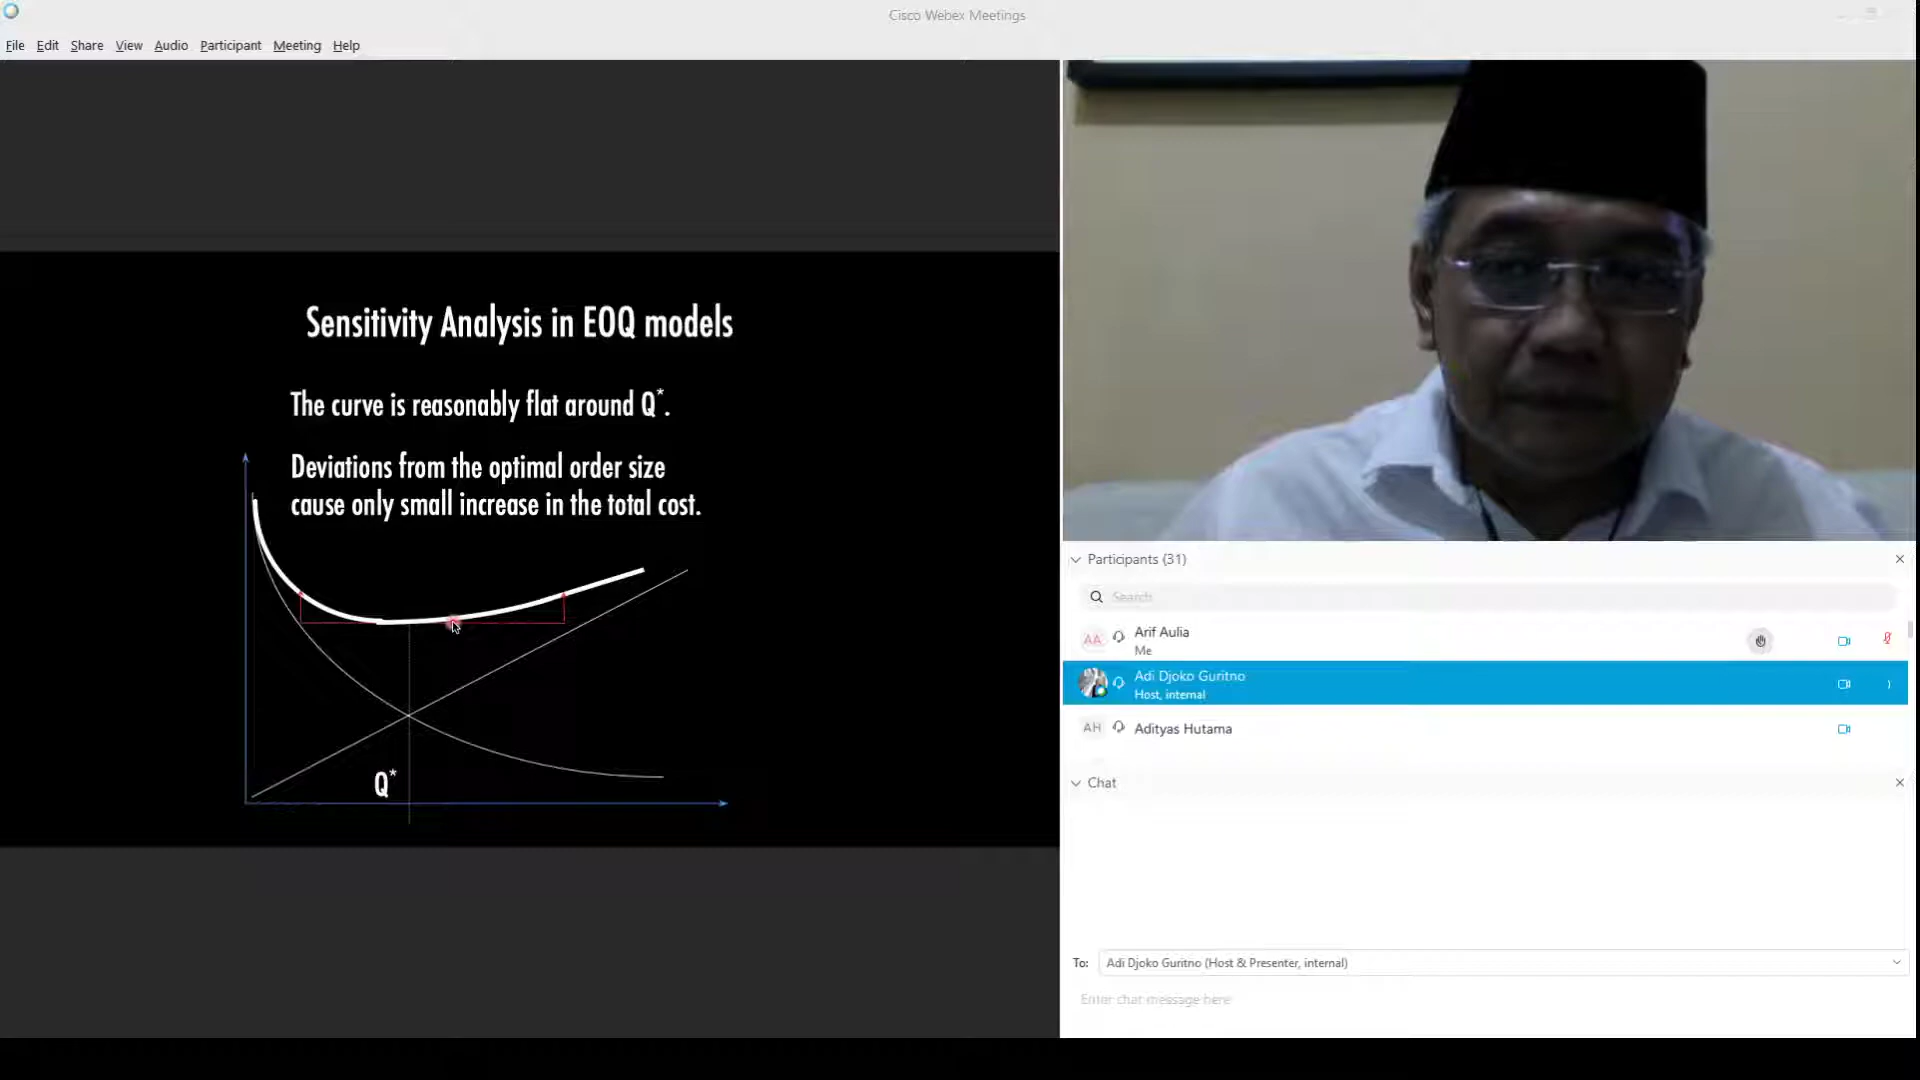 Cisco Webex Meetings
File Edit Share View Audio Participant Meeting Help
Sensitivity Analysis in EOQ models
The curve is reasonably flat around Q*.
Deviations from the optimal order size
cause only small increase in the total cost.
Q*
Participants (31)
Search
AA Arif Aulia
Me
Adi Djoko Guritno
Host, internal
AH Adityas Hutama
Chat
To: Adi Djoko Guritno (Host & Presenter, internal)
Enter chat message here